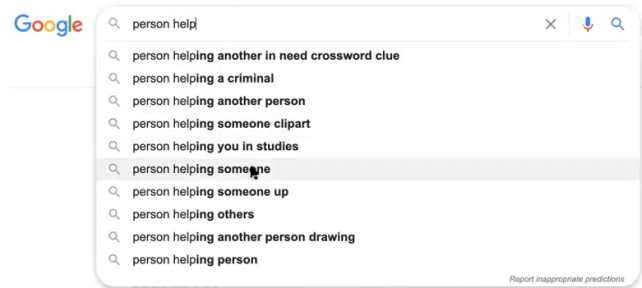 Google
person help
person helping another in need crossword clue
person helping a criminal
person helping another person
person helping someone clipart
person helping you in studies
person helping someone
person helping someone up
person helping others
person helping another person drawing
person helping person
Report inappropriate predictions